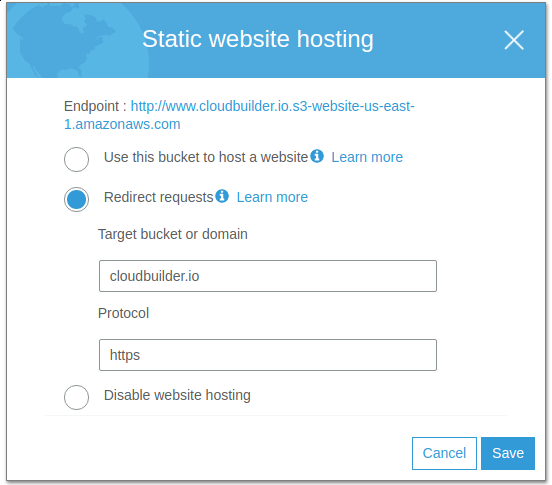 Static website hosting
Endpoint : http://www.cloudbuilder.io.s3-website-us-east-
1.amazonaws.com
Use this bucket to host a website Learn more
Redirect requests Learn more
Target bucket or domain
cloudbuilder.io
Protocol
https
Disable website hosting
Cancel Save